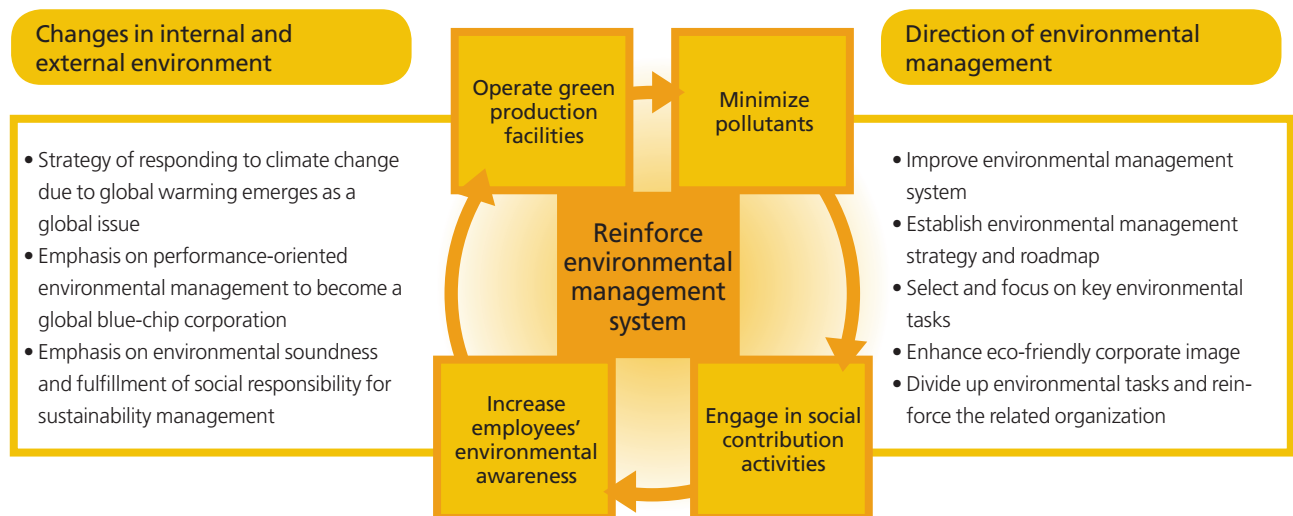 Changes in internal and
external environment
• Strategy of responding to climate change
due to global warming emerges as a
global issue
• Emphasis on performance-oriented
environmental management to become a
global blue-chip corporation
• Emphasis on environmental soundness
and fulfillment of social responsibility for
sustainability management
Operate green
production
facilities
Minimize
pollutants
Reinforce
environmental
management
system
Increase
employees’
environmental
awareness
Engage in social
contribution
activities
Direction of environmental
management
• Improve environmental management
system
• Establish environmental management
strategy and roadmap
• Select and focus on key environmental
tasks
• Enhance eco-friendly corporate image
• Divide up environmental tasks and rein-
force the related organization